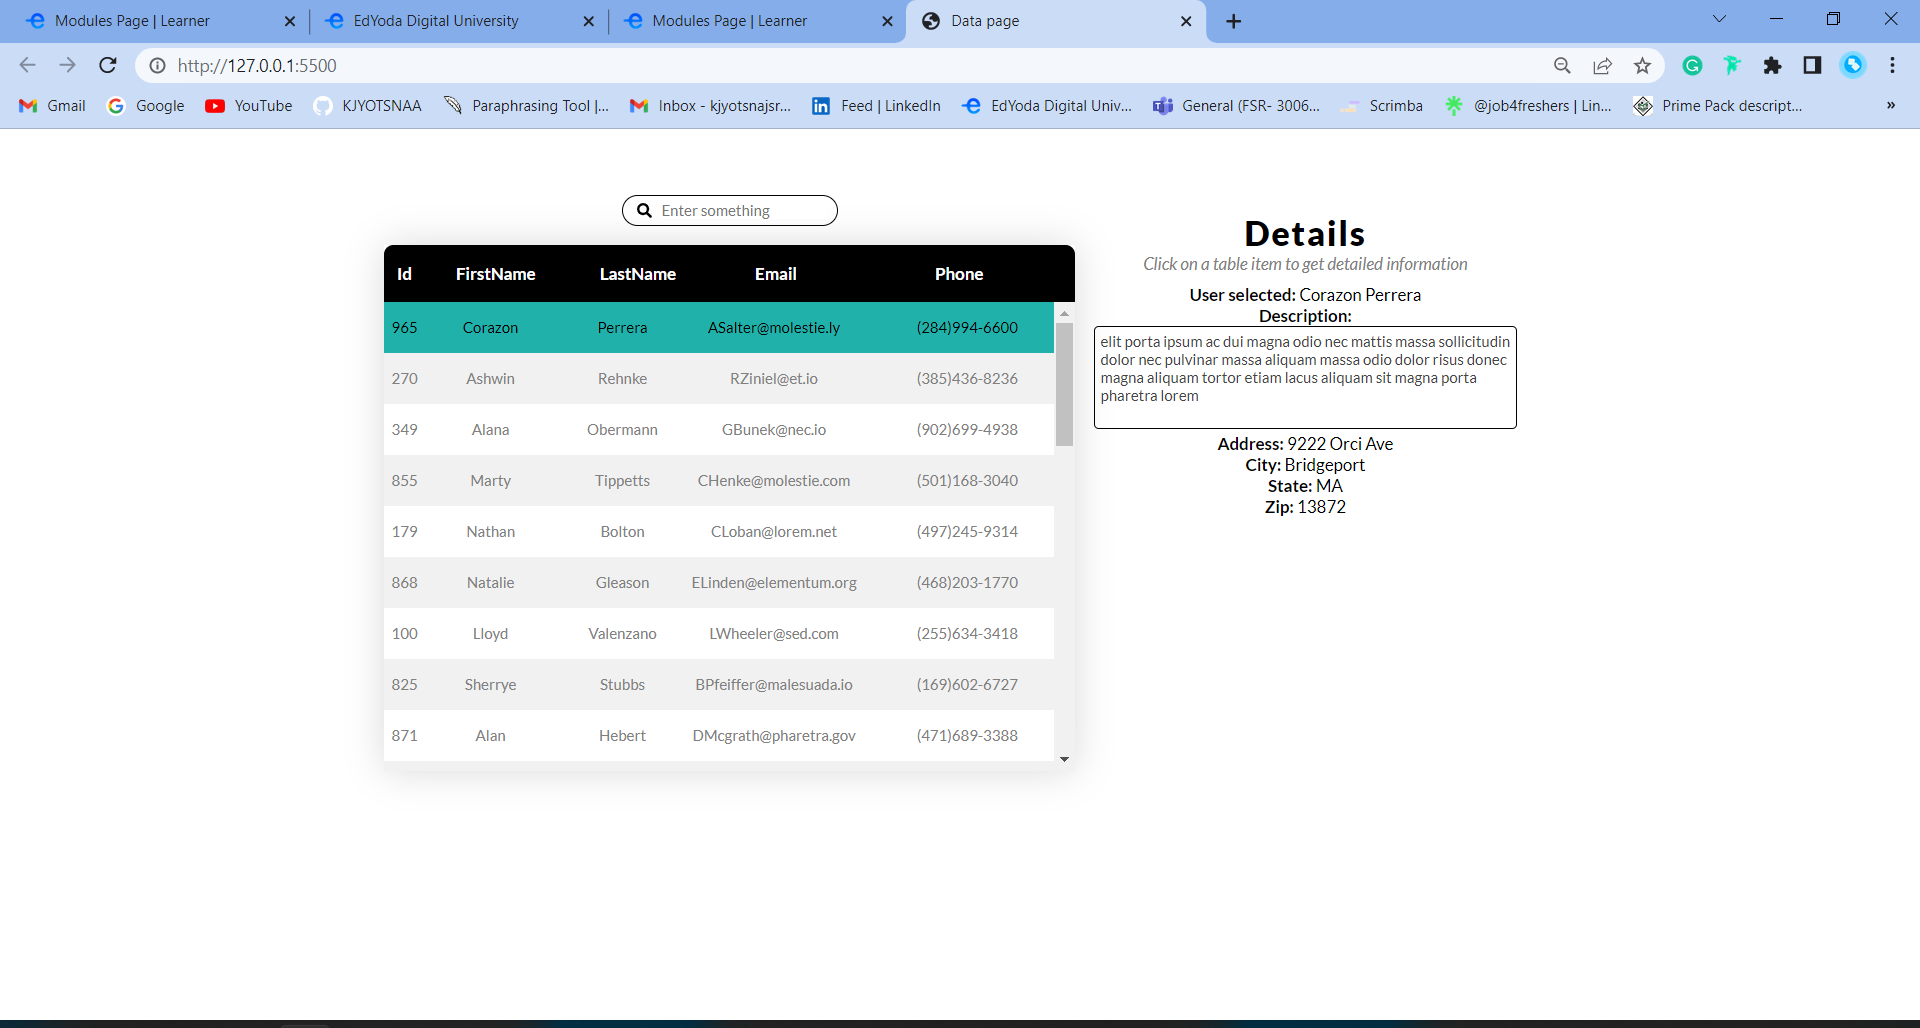 Modules Page | Learner
EdYoda Digital University
Modules Page | Learner
Data page
http://127.0.0.1:5500
Gmail
Google
YouTube
KJYOTSNAA
Paraphrasing Tool |...
Inbox - kjyotsnajsr...
Feed | LinkedIn
EdYoda Digital Univ...
General (FSR- 3006...
Scrimba
@job4freshers | Lin...
Prime Pack descript...
»
Enter something
Id FirstName LastName Email Phone
965 Corazon Perrera ASalter@molestie.ly (284)994-6600
270 Ashwin Rehnke RZiniel@et.io (385)436-8236
349 Alana Obermann GBunek@nec.io (902)699-4938
855 Marty Tippetts CHenke@molestie.com (501)168-3040
179 Nathan Bolton CLoban@lorem.net (497)245-9314
868 Natalie Gleason ELinden@elementum.org (468)203-1770
100 Lloyd Valenzano LWheeler@sed.com (255)634-3418
825 Sherrye Stubbs BPfeiffer@malesuada.io (169)602-6727
871 Alan Hebert DMcgrath@pharetra.gov (471)689-3388
Details
Click on a table item to get detailed information
User selected: Corazon Perrera
Description:
elit porta ipsum ac dui magna odio nec mattis massa sollicitudin
dolor nec pulvinar massa aliquam massa odio dolor risus donec
magna aliquam tortor etiam lacus aliquam sit magna porta
pharetra lorem
Address: 9222 Orci Ave
City: Bridgeport
State: MA
Zip: 13872